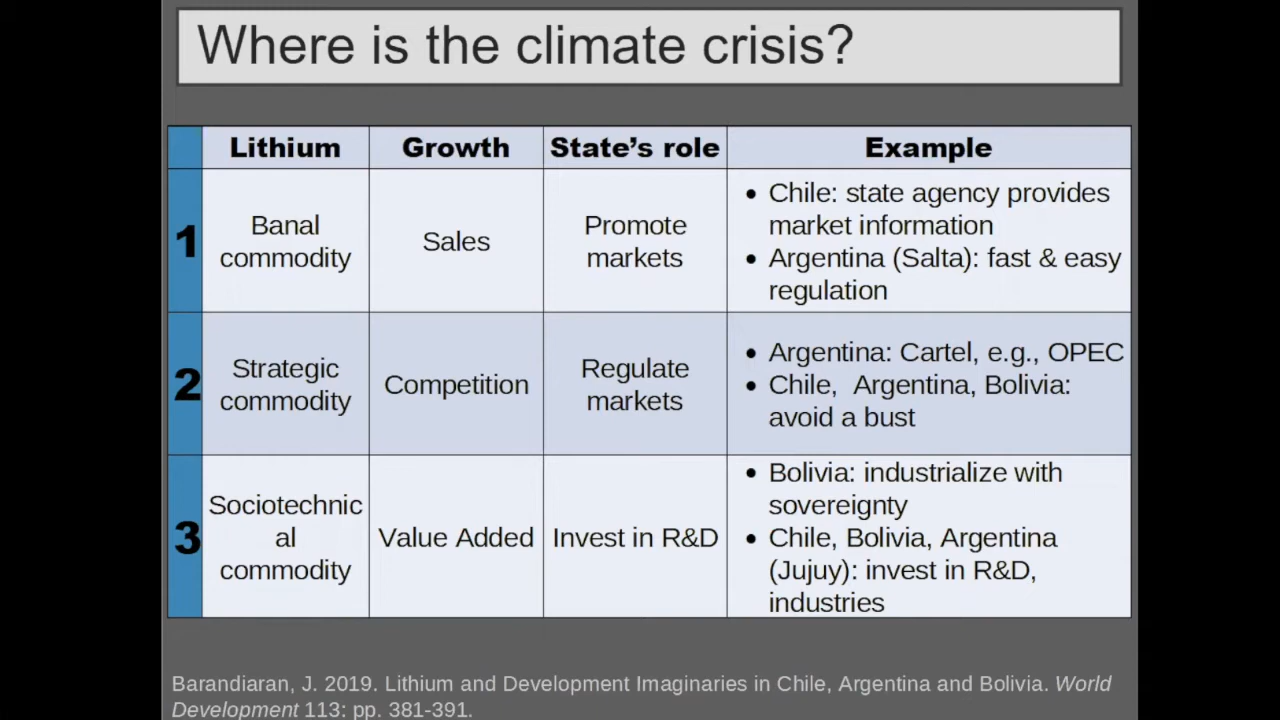 Where is the climate crisis?
Lithium Growth State's role Example
1
Banal
commodity
Sales
Promote
markets
• Chile: state agency provides
market information
• Argentina (Salta): fast & easy
regulation
2
Strategic
commodity
Competition
Regulate
markets
• Argentina: Cartel, e.g., OPEC
• Chile,  Argentina, Bolivia:
avoid a bust
3
Sociotechnic
al
commodity
Value Added
Invest in R&D
• Bolivia: industrialize with
sovereignty
• Chile, Bolivia, Argentina
(Jujuy): invest in R&D,
industries
Barandiaran, J. 2019. Lithium and Development Imaginaries in Chile, Argentina and Bolivia. World
Development 113: pp. 381-391.